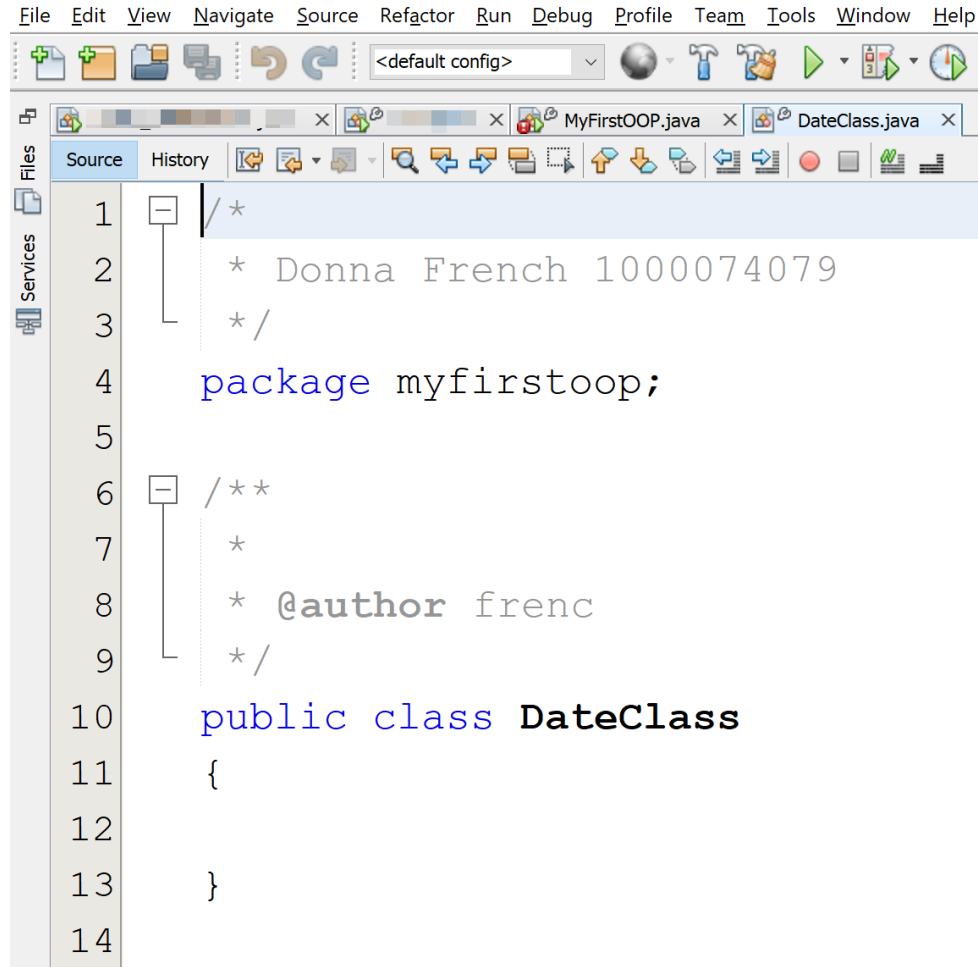 File Edit View Navigate Source Refactor Run Debug Profile Team Tools Window Help
<default config>
MyFirstOOP.java DateClass.java
Files
Services
Source History
1 /*
2 * Donna French 1000074079
3 */
4 package myfirstoop;
5
6 /**
7 *
8 * @author frenc
9 */
10 public class DateClass
11 {
12
13 }
14